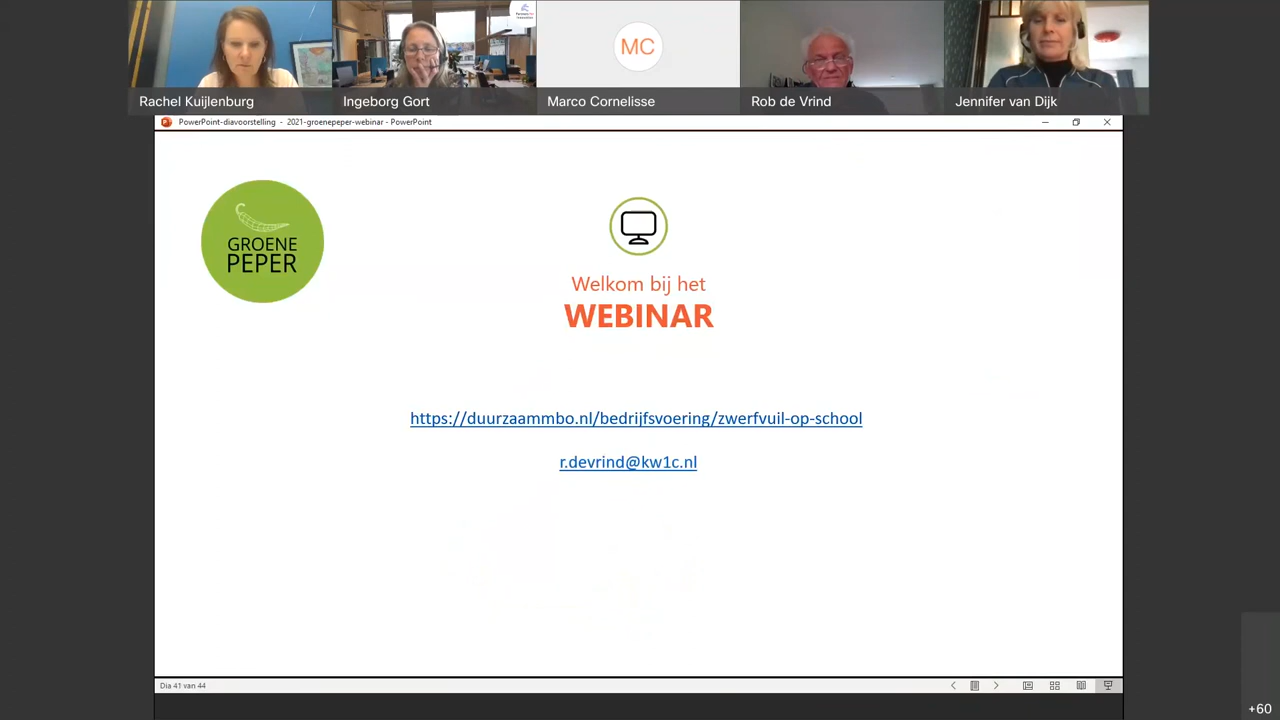 MC
Rachel Kuijlenburg
Ingeborg Gort
Marco Cornelisse
Rob de Vrind
Jennifer van Dijk
PowerPoint-diavoorstelling - 2021-groenepeper-webinar - PowerPoint
GROENE
PEPER
Welkom bij het
WEBINAR
https://duurzaammbo.nl/bedrijfsvoering/zwerfvuil-op-school
r.devrind@kw1c.nl
Dia 41 van 44
+60